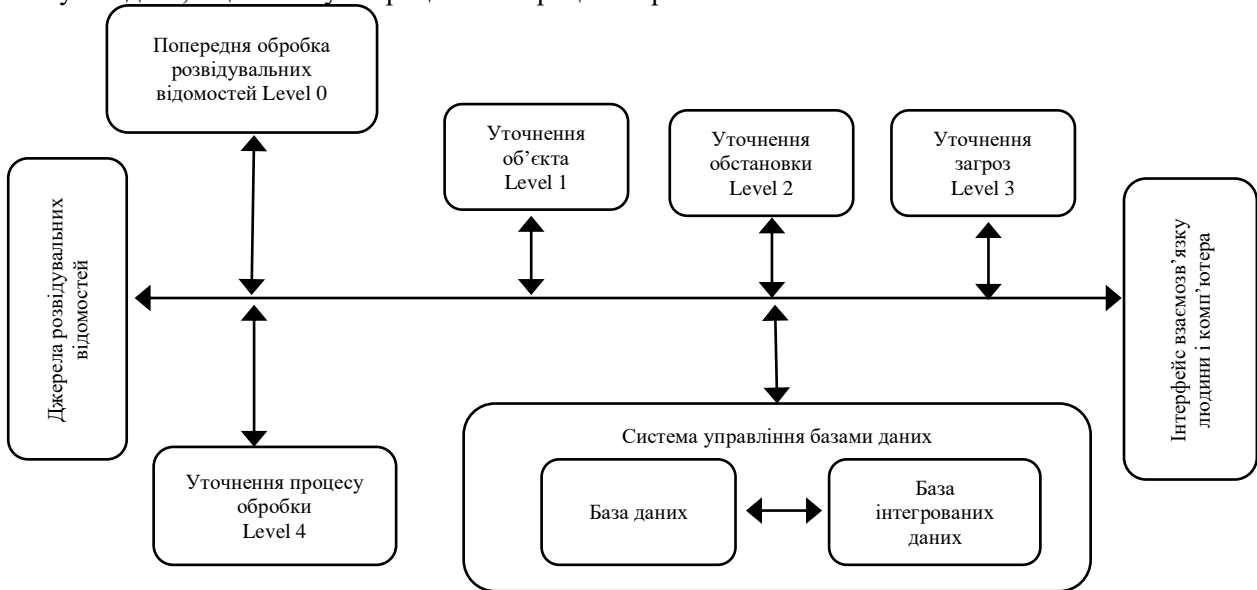 Попередня обробка
розвідувальних
відомостей Level 0
Уточнення
об’єкта
Level 1
Уточнення
обстановки
Level 2
Уточнення
загроз
Level 3
Джерела розвідувальних
відомостей
Інтерфейс взаємозв’язку
людини і комп’ютера
Уточнення процесу
обробки
Level 4
Система управління базами даних
База даних
База
інтегрованих
даних